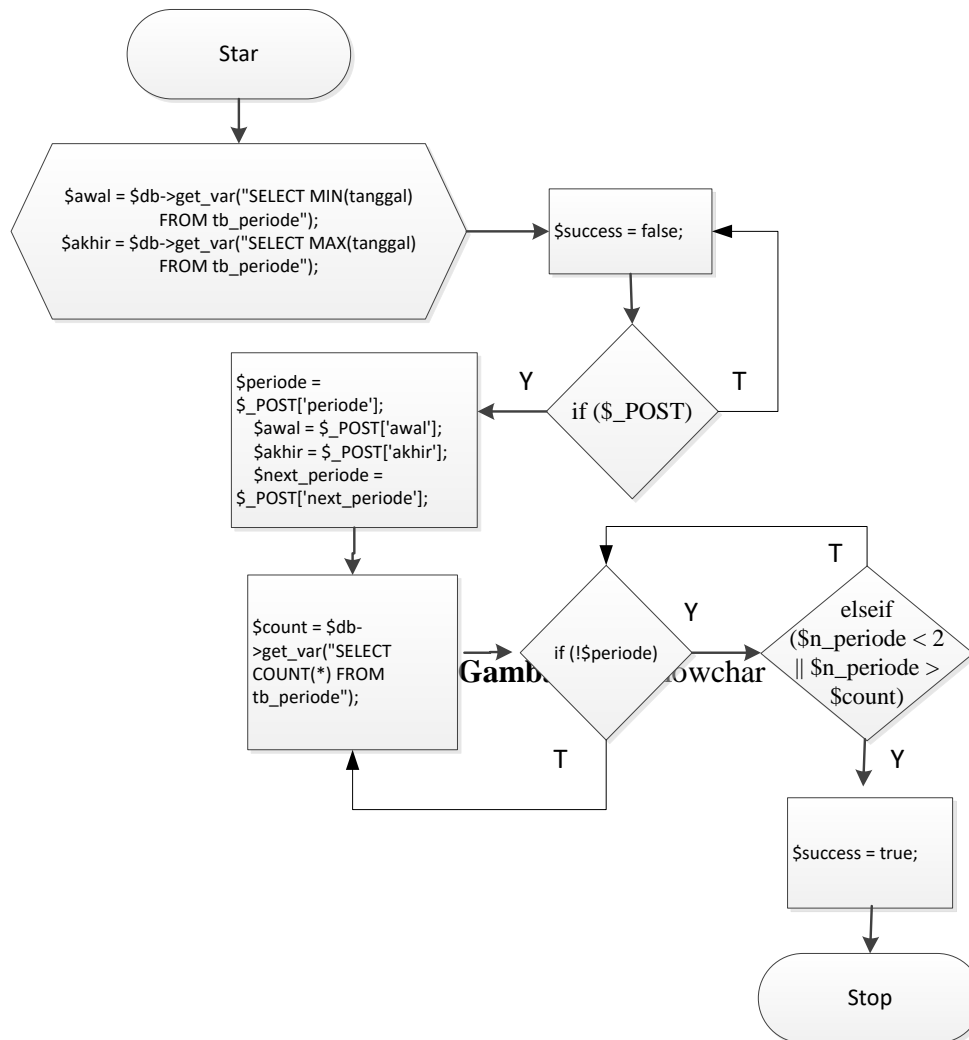 Star
$awal = $db->get_var("SELECT MIN(tanggal)
FROM tb_periode");
$akhir = $db->get_var("SELECT MAX(tanggal)
FROM tb_periode");
$success = false;
if ($_POST)
Y
T
$periode =
$_POST['periode'];
$awal = $_POST['awal'];
$akhir = $_POST['akhir'];
$next_periode =
$_POST['next_periode'];
$count = $db-
>get_var("SELECT
COUNT(*) FROM
tb_periode");
if (!$periode)
Y
T
elseif
($n_periode < 2
|| $n_periode >
$count)
T
Y
$success = true;
Stop